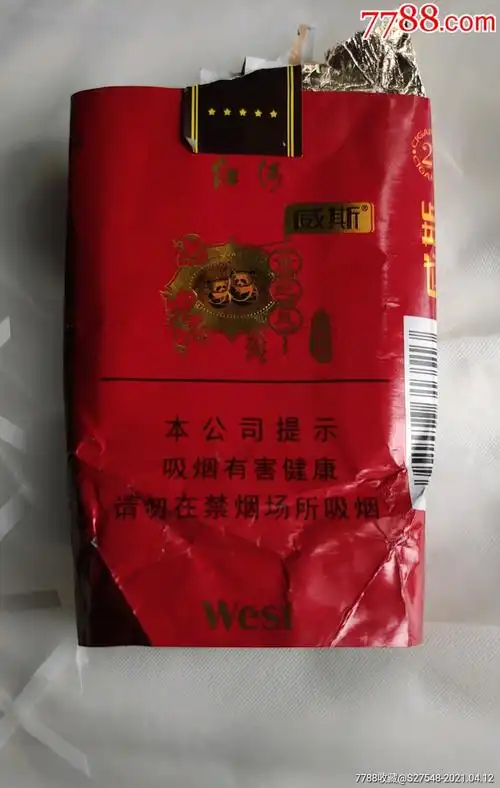 7788.com
★★★★★
红河
威斯®
本公司提示
吸烟有害健康
请勿在禁烟场所吸烟
West
7788收藏@S27548-2021.04.12